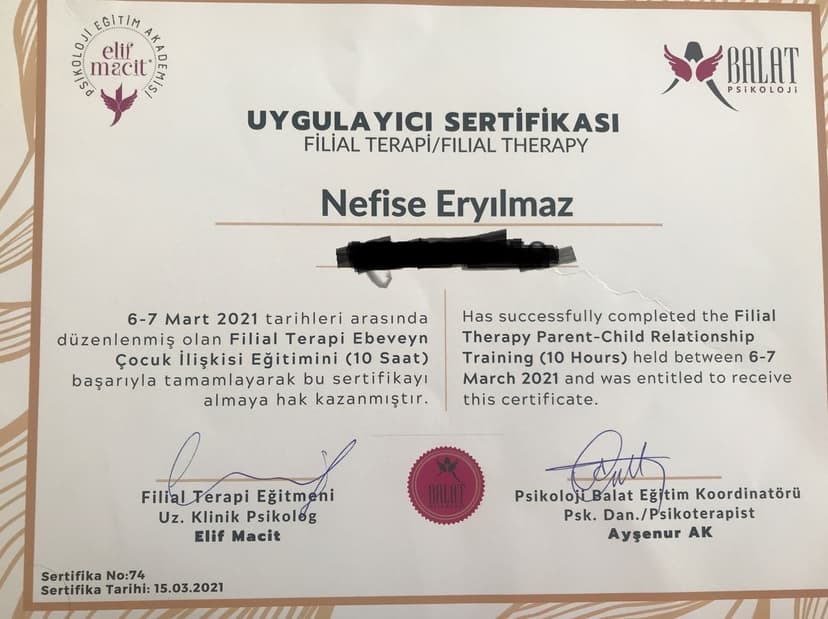 PSİKOLOJİ EĞİTİM AKADEMİSİ
elif
macit
BALAT
PSİKOLOJİ
UYGULAYICI SERTİFİKASI
FİLİAL TERAPİ/FILIAL THERAPY
Nefise Eryılmaz
6-7 Mart 2021 tarihleri arasında
düzenlenmiş olan Filial Terapi Ebeveyn
Çocuk İlişkisi Eğitimini (10 Saat)
başarıyla tamamlayarak bu sertifikayı
almaya hak kazanmıştır.
Has successfully completed the Filial
Therapy Parent-Child Relationship
Training (10 Hours) held between 6-7
March 2021 and was entitled to receive
this certificate.
Filial Terapi Eğitmeni
Uz. Klinik Psikolog
Elif Macit
BALAT
Psikoloji Balat Eğitim Koordinatörü
Psk. Dan./Psikoterapist
Ayşenur AK
Sertifika No:74
Sertifika Tarihi: 15.03.2021